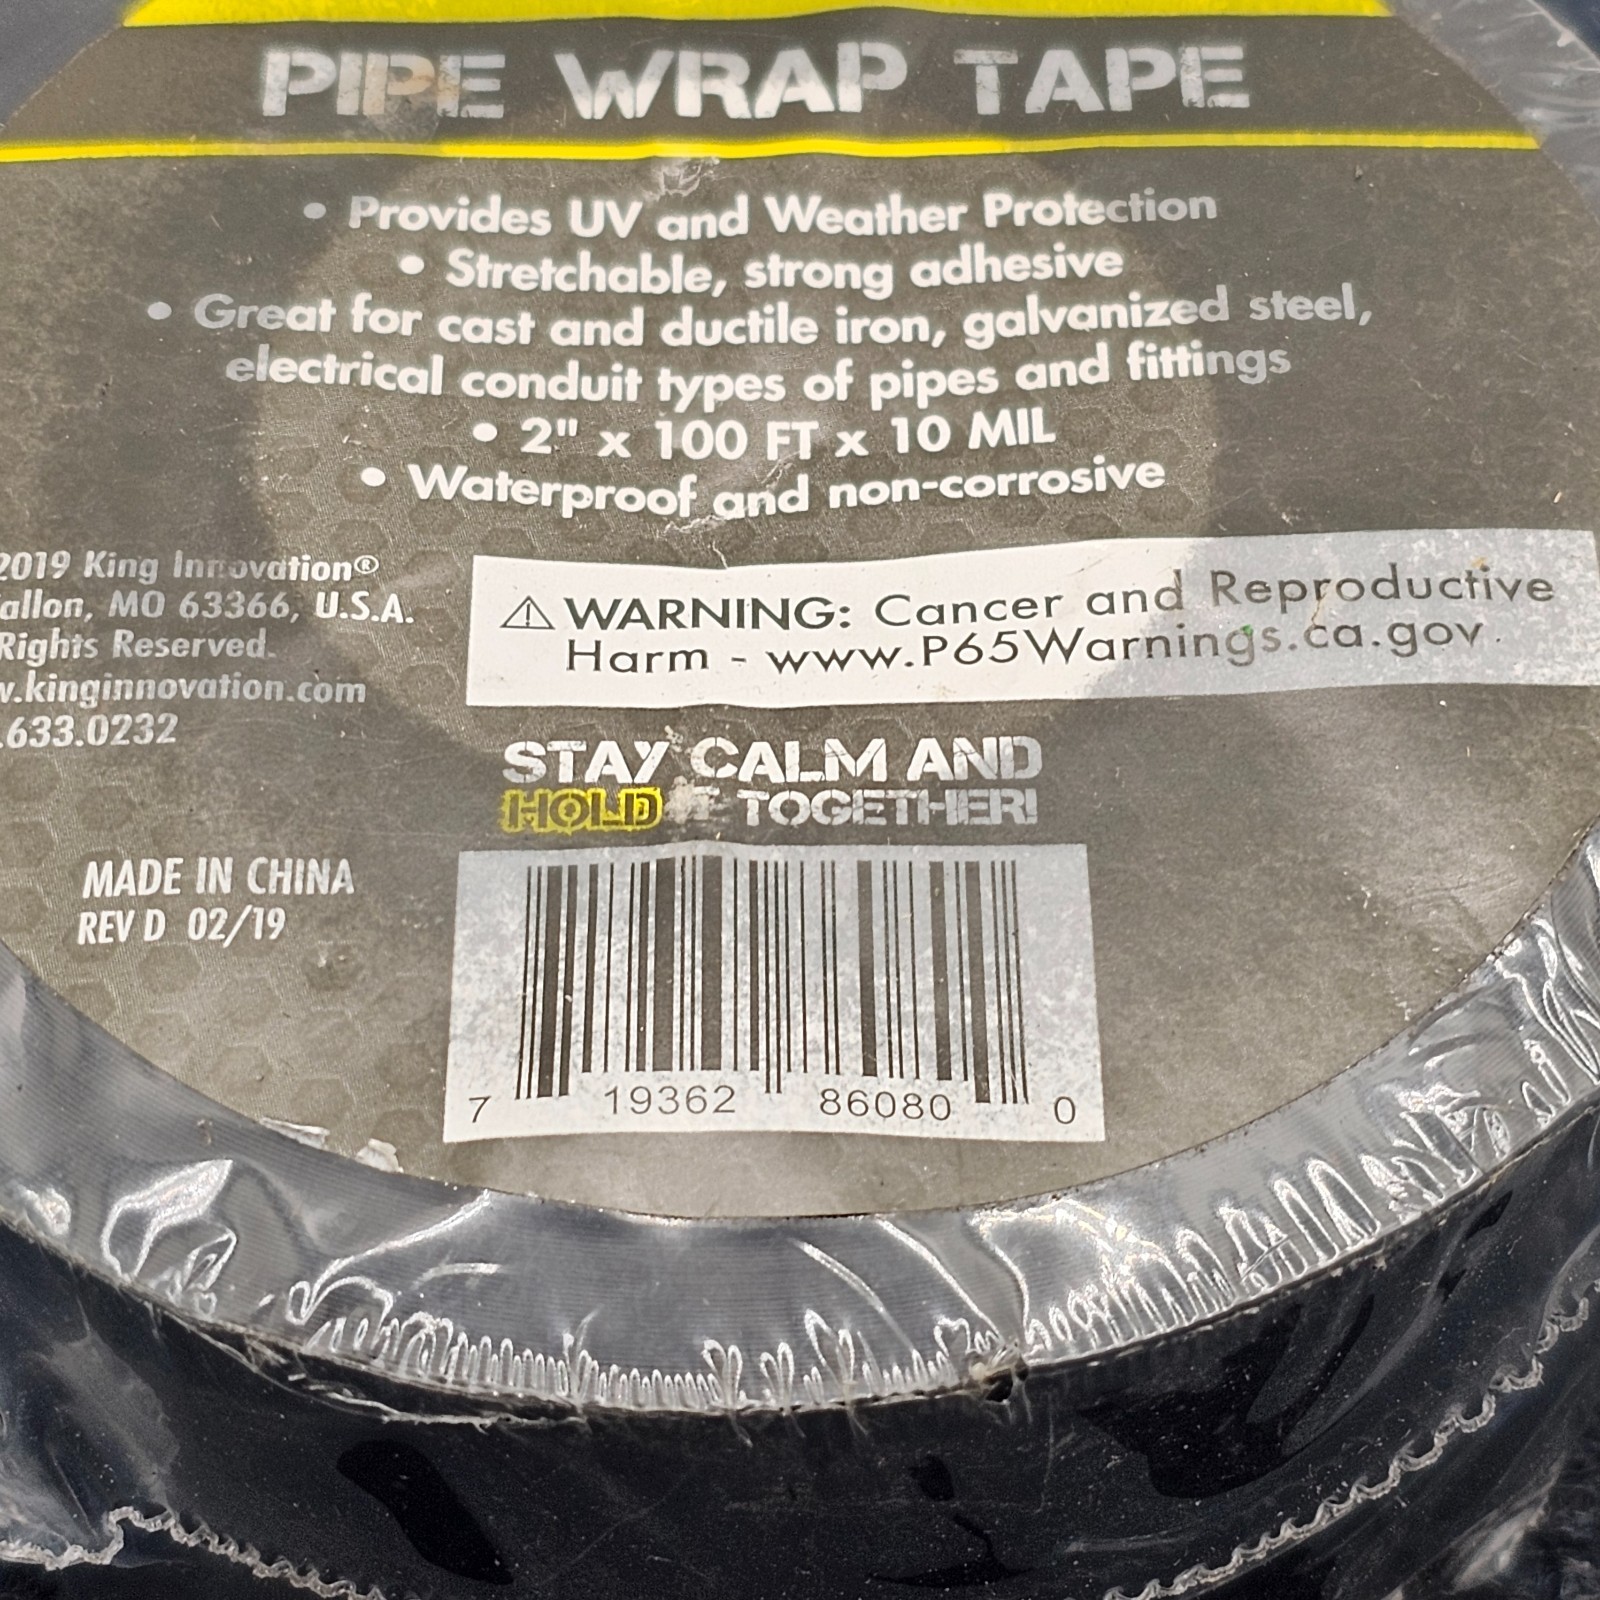 PIPE WRAP TAPE
• Provides UV and Weather Protection
• Stretchable, strong adhesive
• Great for cast and ductile iron, galvanized steel,
electrical conduit types of pipes and fittings
• 2" x 100 FT x 10 MIL
• Waterproof and non-corrosive
2019 King Innovation®
allon, MO 63366, U.S.A.
Rights Reserved.
w.kinginnovation.com
.633.0232
⚠ WARNING: Cancer and Reproductive
Harm - www.P65Warnings.ca.gov.
STAY CALM AND
HOLD IT TOGETHER!
MADE IN CHINA
REV D 02/19
7 19362 86080 0